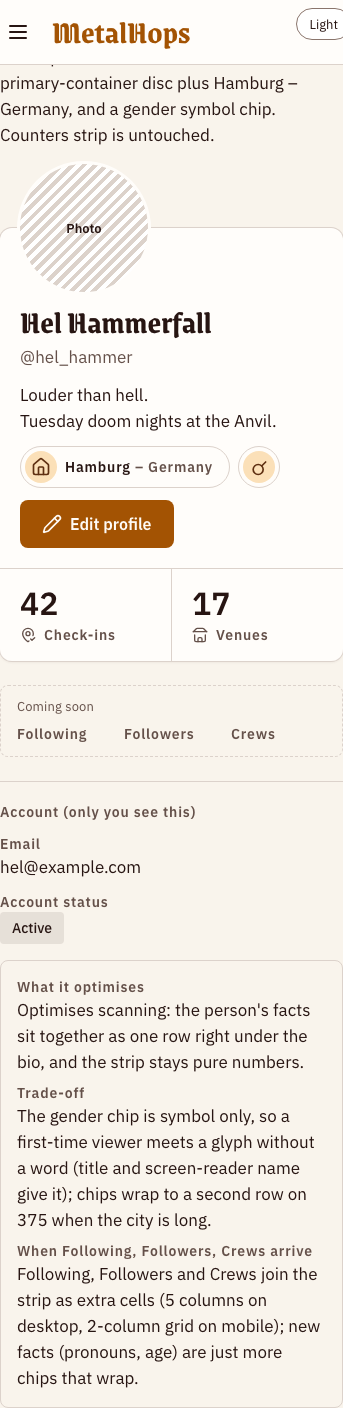 MetalHops
Light
primary-container disc plus Hamburg –
Germany, and a gender symbol chip.
Counters strip is untouched.
Photo
Hel Hammerfall
@hel_hammer
Louder than hell.
Tuesday doom nights at the Anvil.
Hamburg – Germany
Edit profile
42
Check-ins
17
Venues
Coming soon
Following
Followers
Crews
Account (only you see this)
Email
hel@example.com
Account status
Active
What it optimises
Optimises scanning: the person's facts
sit together as one row right under the
bio, and the strip stays pure numbers.
Trade-off
The gender chip is symbol only, so a
first-time viewer meets a glyph without
a word (title and screen-reader name
give it); chips wrap to a second row on
375 when the city is long.
When Following, Followers, Crews arrive
Following, Followers and Crews join the
strip as extra cells (5 columns on
desktop, 2-column grid on mobile); new
facts (pronouns, age) are just more
chips that wrap.